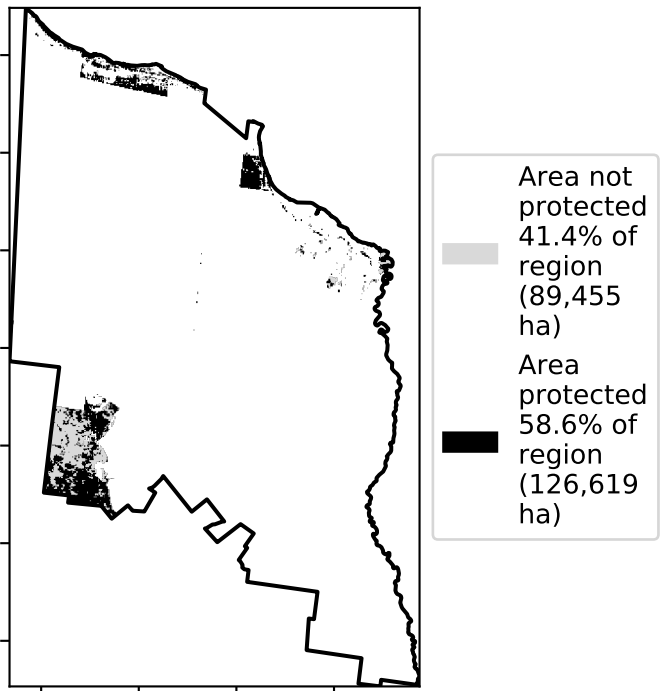 Area not
protected
41.4% of
region
(89,455
ha)
Area
protected
58.6% of
region
(126,619
ha)